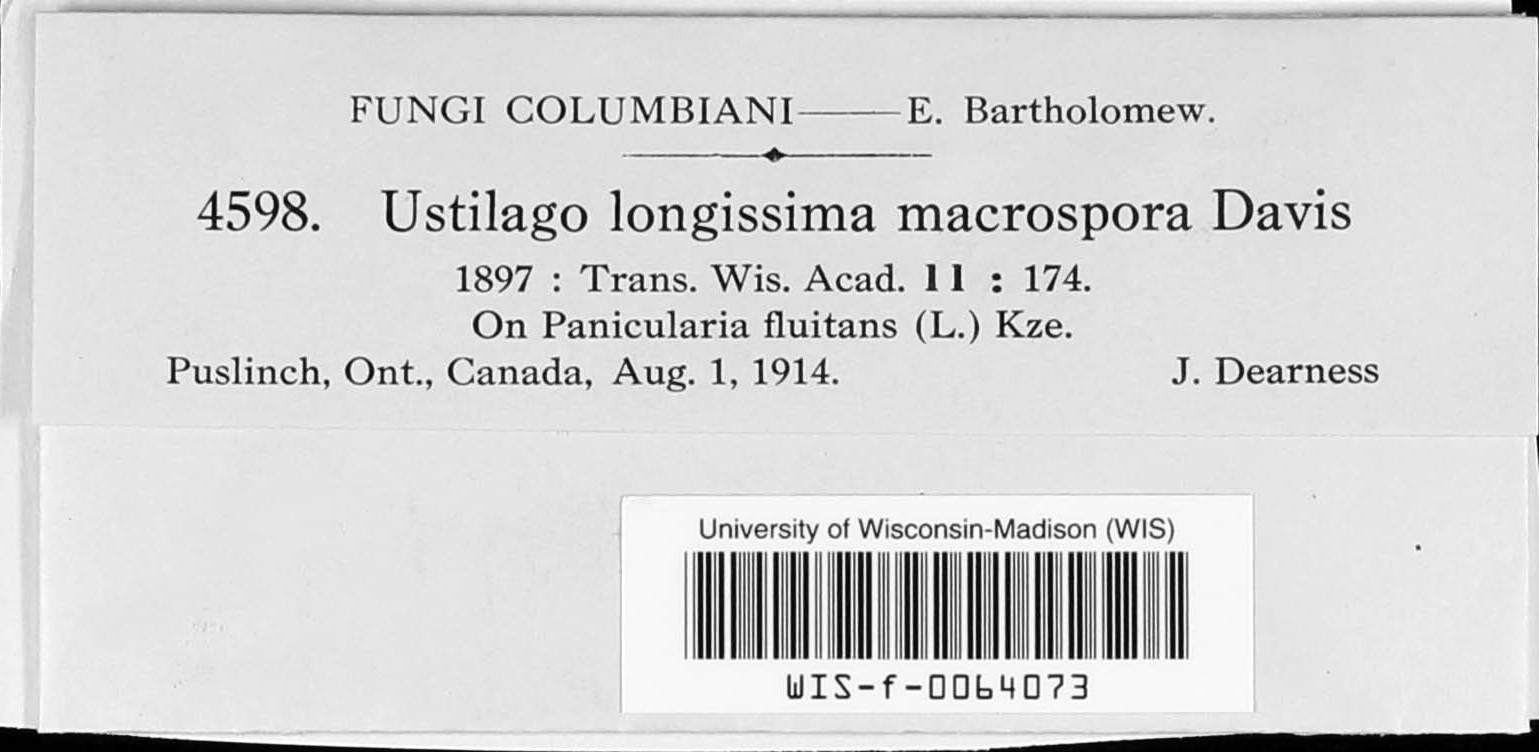 FUNGI COLUMBIANI——E. Bartholomew.
4598. Ustilago longissima macrospora Davis
1897 : Trans. Wis. Acad. 11 : 174.
On Panicularia fluitans (L.) Kze.
Puslinch, Ont., Canada, Aug. 1, 1914. J. Dearness
University of Wisconsin-Madison (WIS)
WIS-f-0064073